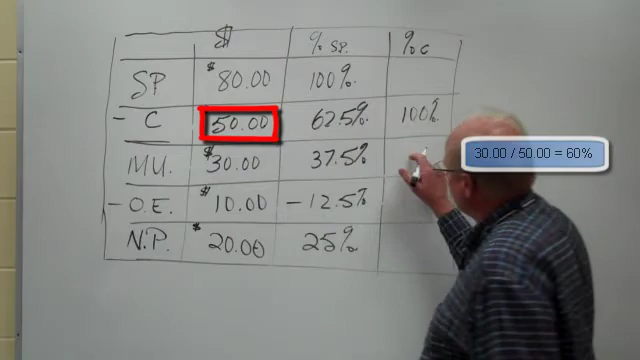 $ % SP. % C
SP $80.00 100%
- C 50.00 62.5% 100%
M.U. $30.00 37.5%
- O.E. $10.00 -12.5%
N.P. $20.00 25%
30.00 / 50.00 = 60%